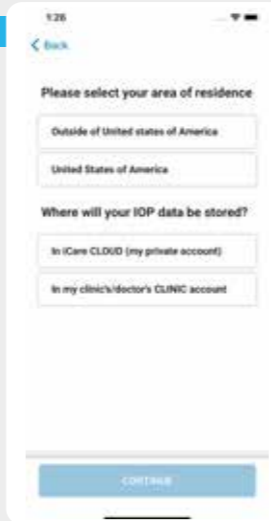 1:26
Back
Please select your area of residence
Outside of United states of America
United States of America
Where will your IOP data be stored?
In iCare CLOUD (my private account)
In my clinic's/doctor's CLINIC account
CONTINUE